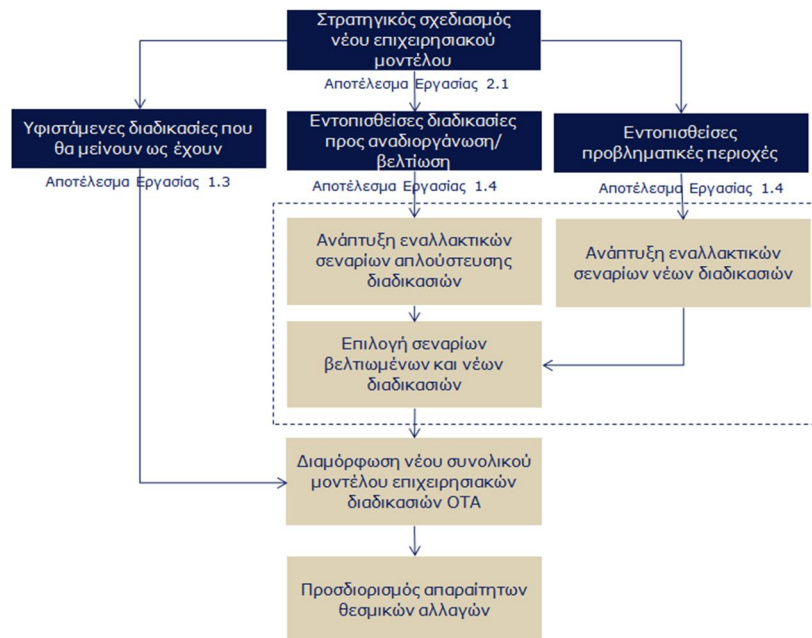 Στρατηγικός σχεδιασμός
νέου επιχειρησιακού
μοντέλου
Αποτέλεσμα Εργασίας 2.1
Υφιστάμενες διαδικασίες που
θα μείνουν ως έχουν
Αποτέλεσμα Εργασίας 1.3
Εντοπισθείσες διαδικασίες
προς αναδιοργάνωση/
βελτίωση
Αποτέλεσμα Εργασίας 1.4
Εντοπισθείσες
προβληματικές περιοχές
Αποτέλεσμα Εργασίας 1.4
Ανάπτυξη εναλλακτικών
σεναρίων απλούστευσης
διαδικασιών
Ανάπτυξη εναλλακτικών
σεναρίων νέων διαδικασιών
Επιλογή σεναρίων
βελτιωμένων και νέων
διαδικασιών
Διαμόρφωση νέου συνολικού
μοντέλου επιχειρησιακών
διαδικασιών ΟΤΑ
Προσδιορισμός απαραίτητων
θεσμικών αλλαγών